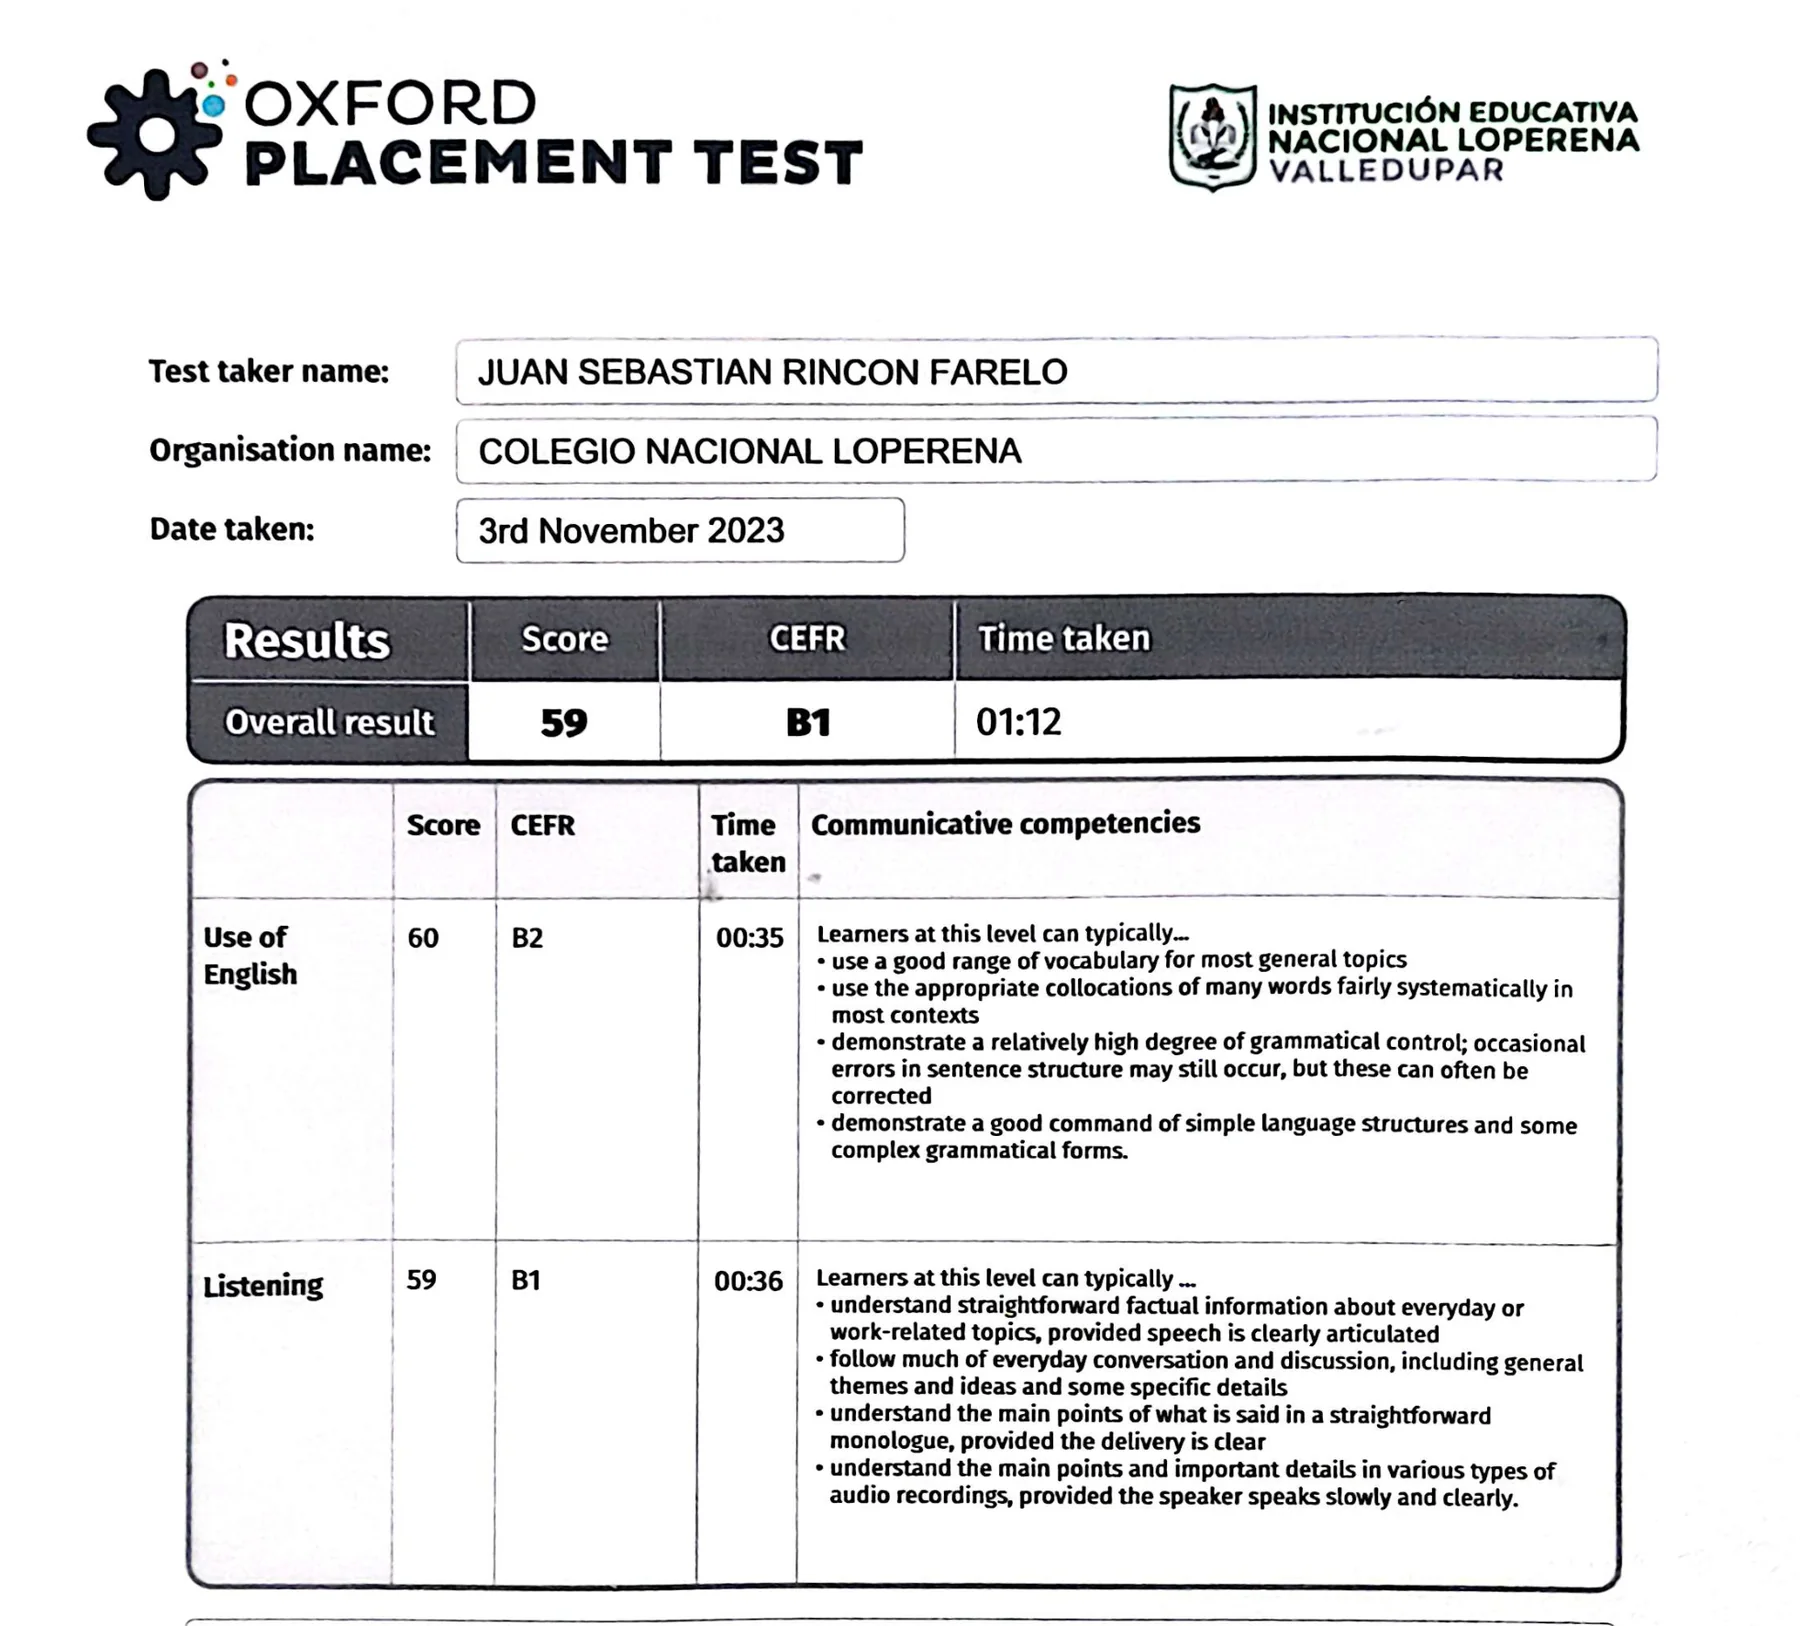 OXFORD
PLACEMENT TEST
INSTITUCIÓN EDUCATIVA
NACIONAL LOPERENA
VALLEDUPAR
Test taker name: JUAN SEBASTIAN RINCON FARELO
Organisation name: COLEGIO NACIONAL LOPERENA
Date taken: 3rd November 2023
Results Score CEFR Time taken
Overall result 59 B1 01:12
Score CEFR Time taken Communicative competencies
Use of English 60 B2 00:35 Learners at this level can typically...
• use a good range of vocabulary for most general topics
• use the appropriate collocations of many words fairly systematically in
most contexts
• demonstrate a relatively high degree of grammatical control; occasional
errors in sentence structure may still occur, but these can often be
corrected
• demonstrate a good command of simple language structures and some
complex grammatical forms.
Listening 59 B1 00:36 Learners at this level can typically ...
• understand straightforward factual information about everyday or
work-related topics, provided speech is clearly articulated
• follow much of everyday conversation and discussion, including general
themes and ideas and some specific details
• understand the main points of what is said in a straightforward
monologue, provided the delivery is clear
• understand the main points and important details in various types of
audio recordings, provided the speaker speaks slowly and clearly.